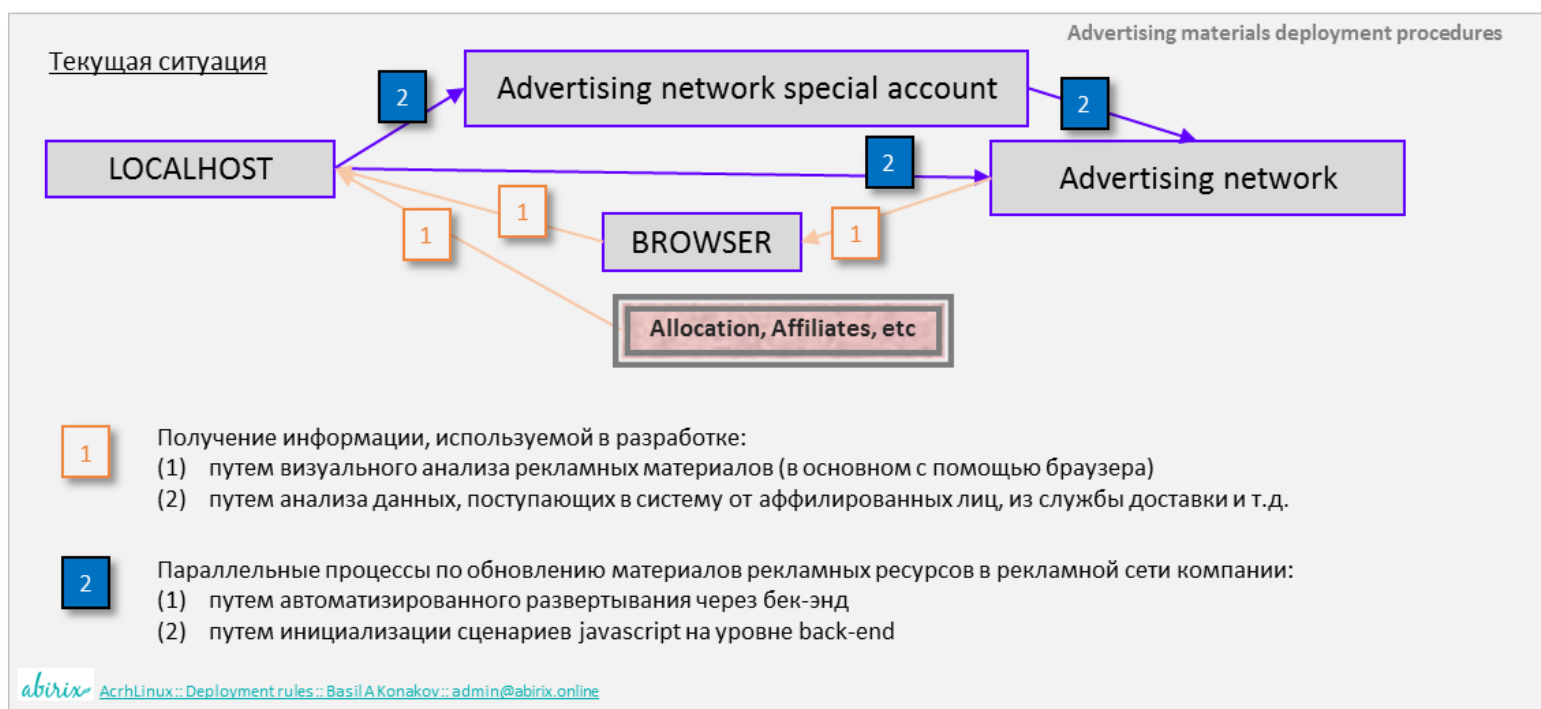 Advertising materials deployment procedures
Текущая ситуация
2
Advertising network special account
2
LOCALHOST
2
Advertising network
1
1
BROWSER
1
Allocation, Affiliates, etc
1
Получение информации, используемой в разработке:
(1) путем визуального анализа рекламных материалов (в основном с помощью браузера)
(2) путем анализа данных, поступающих в систему от аффилированных лиц, из службы доставки и т.д.
2
Параллельные процессы по обновлению материалов рекламных ресурсов в рекламной сети компании:
(1) путем автоматизированного развертывания через бек-энд
(2) путем инициализации сценариев javascript на уровне back-end
abirix AcrhLinux :: Deployment rules :: Basil A Konakov :: admin@abirix.online